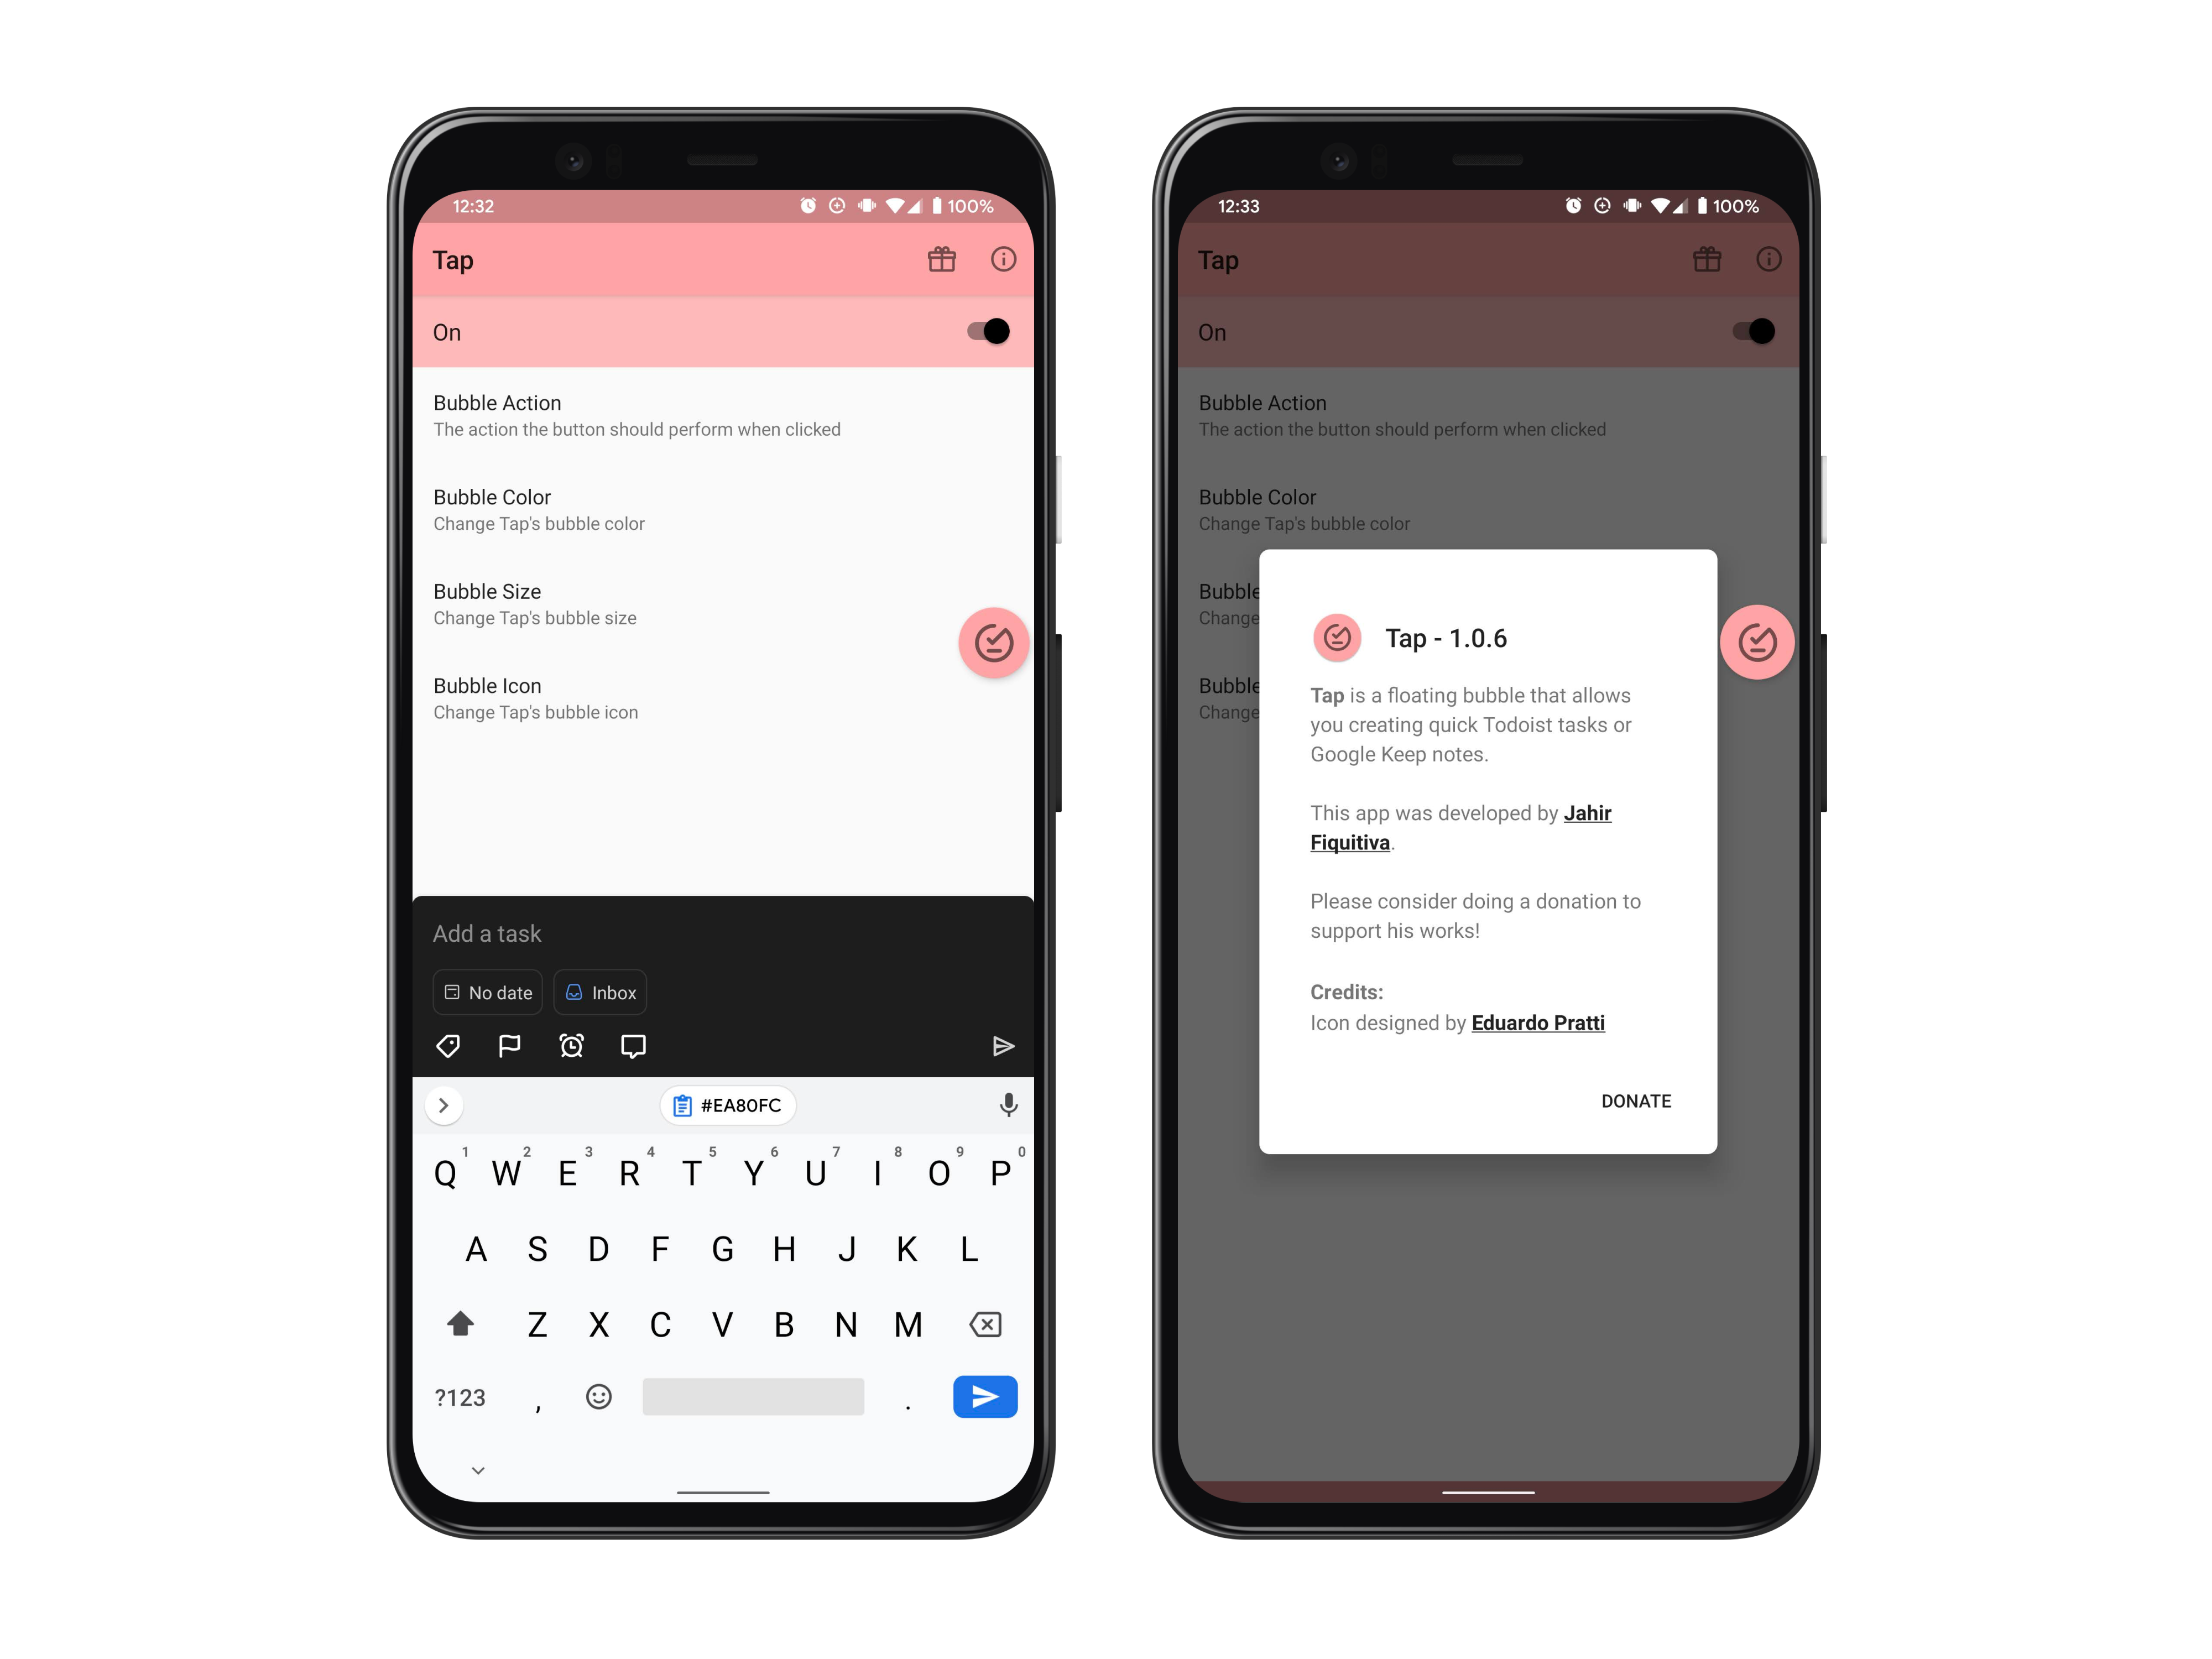 12:32
100%
Tap
On
Bubble Action
The action the button should perform when clicked
Bubble Color
Change Tap's bubble color
Bubble Size
Change Tap's bubble size
Bubble Icon
Change Tap's bubble icon
Add a task
No date
Inbox
#EA80FC
1 2 3 4 5 6 7 8 9 0
Q W E R T Y U I O P
A S D F G H J K L
Z X C V B N M
?123 , .
12:33
100%
Tap
On
Bubble Action
The action the button should perform when clicked
Bubble Color
Change Tap's bubble color
Bubble
Change
Bubble
Change
Tap - 1.0.6
Tap is a floating bubble that allows
you creating quick Todoist tasks or
Google Keep notes.
This app was developed by Jahir
Fiquitiva.
Please consider doing a donation to
support his works!
Credits:
Icon designed by Eduardo Pratti
DONATE